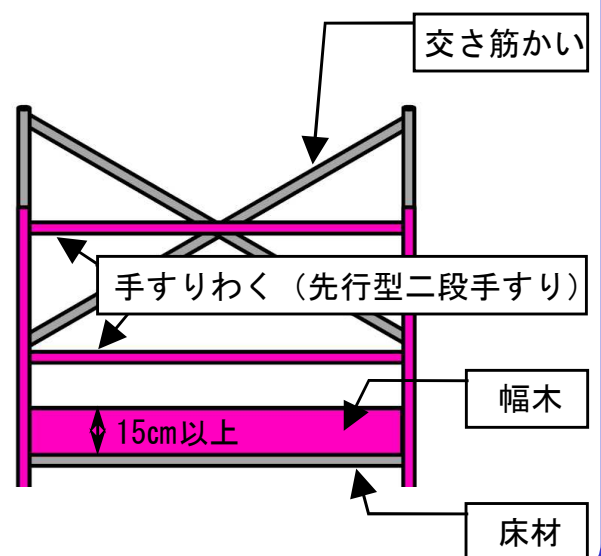 交さ筋かい
手すりわく（先行型二段手すり）
幅木
15cm以上
床材